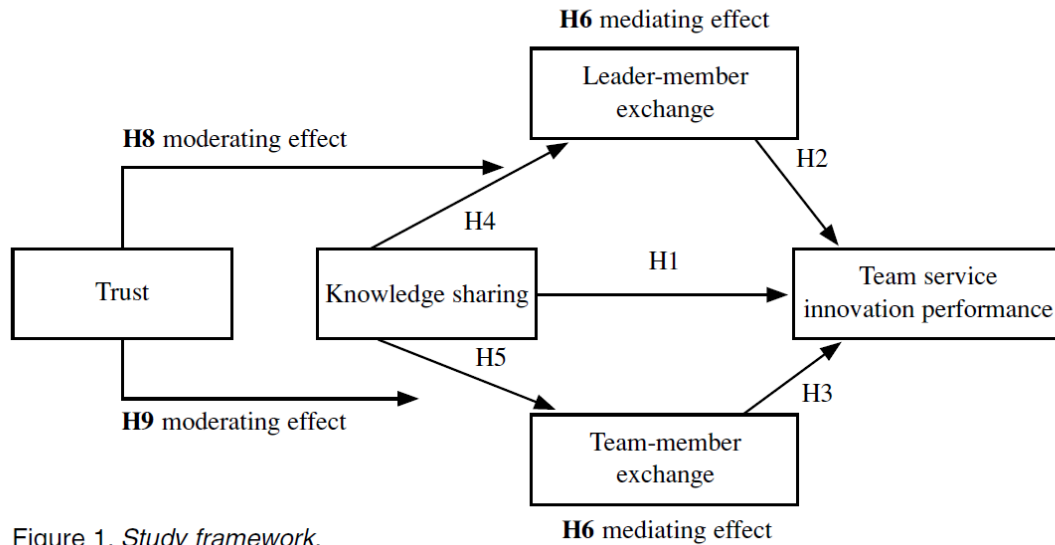 H6 mediating effect
Leader-member
exchange
H8 moderating effect
H2
H4
Trust
Knowledge sharing
H1
Team service
innovation performance
H5
H3
H9 moderating effect
Team-member
exchange
H6 mediating effect
Figure 1. Study framework.